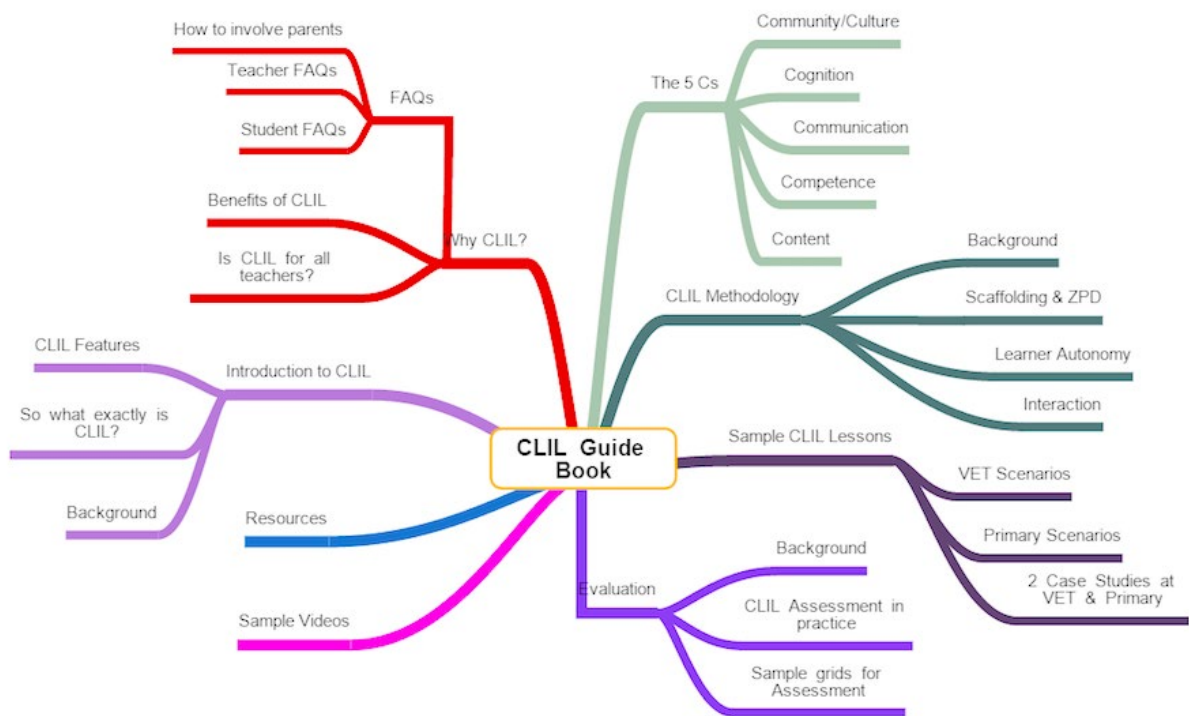 CLIL Guide
Book
The 5 Cs
Community/Culture
Cognition
Communication
Competence
Content
CLIL Methodology
Background
Scaffolding & ZPD
Learner Autonomy
Interaction
Sample CLIL Lessons
VET Scenarios
Primary Scenarios
2 Case Studies at
VET & Primary
Evaluation
Background
CLIL Assessment in
practice
Sample grids for
Assessment
Sample Videos
Resources
Introduction to CLIL
CLIL Features
So what exactly is
CLIL?
Background
Why CLIL?
FAQs
How to involve parents
Teacher FAQs
Student FAQs
Benefits of CLIL
Is CLIL for all
teachers?